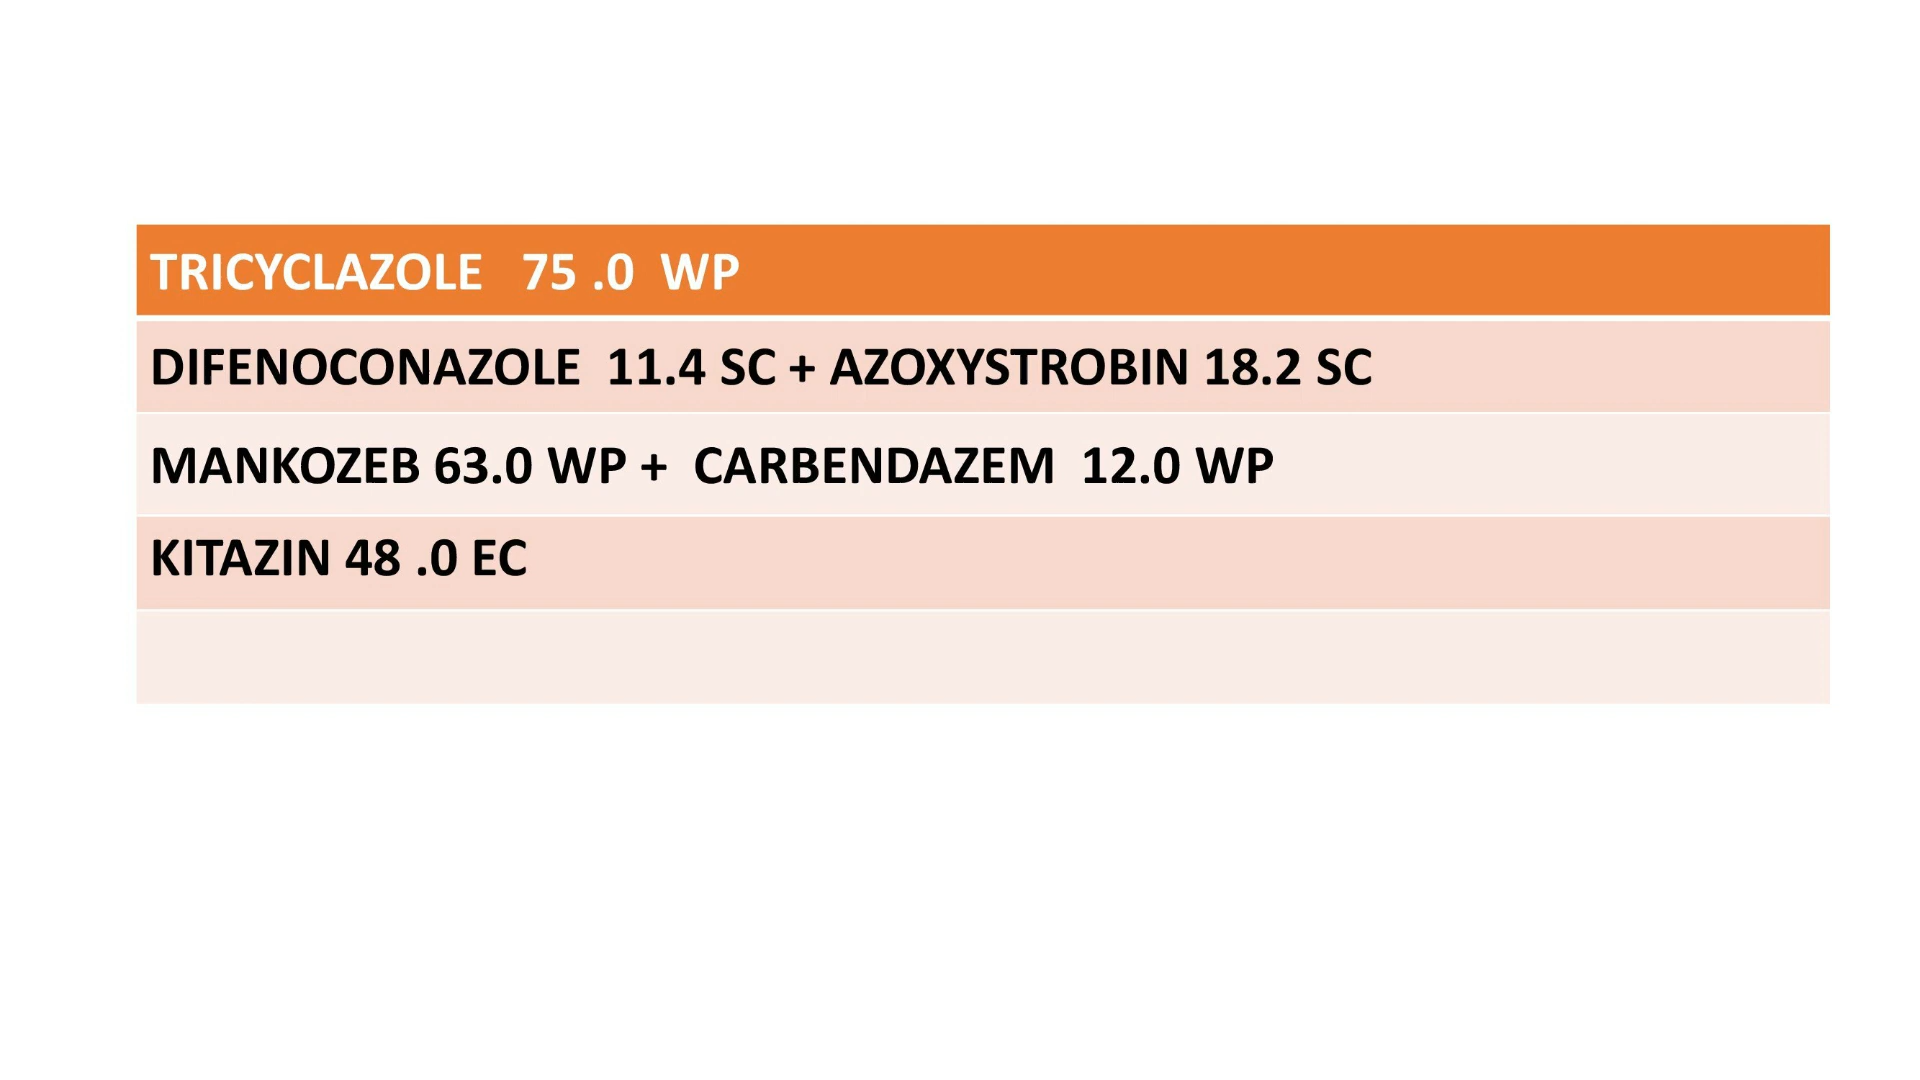 TRICYCLAZOLE 75 .0 WP
DIFENOCONAZOLE 11.4 SC + AZOXYSTROBIN 18.2 SC
MANKOZEB 63.0 WP + CARBENDAZEM 12.0 WP
KITAZIN 48 .0 EC